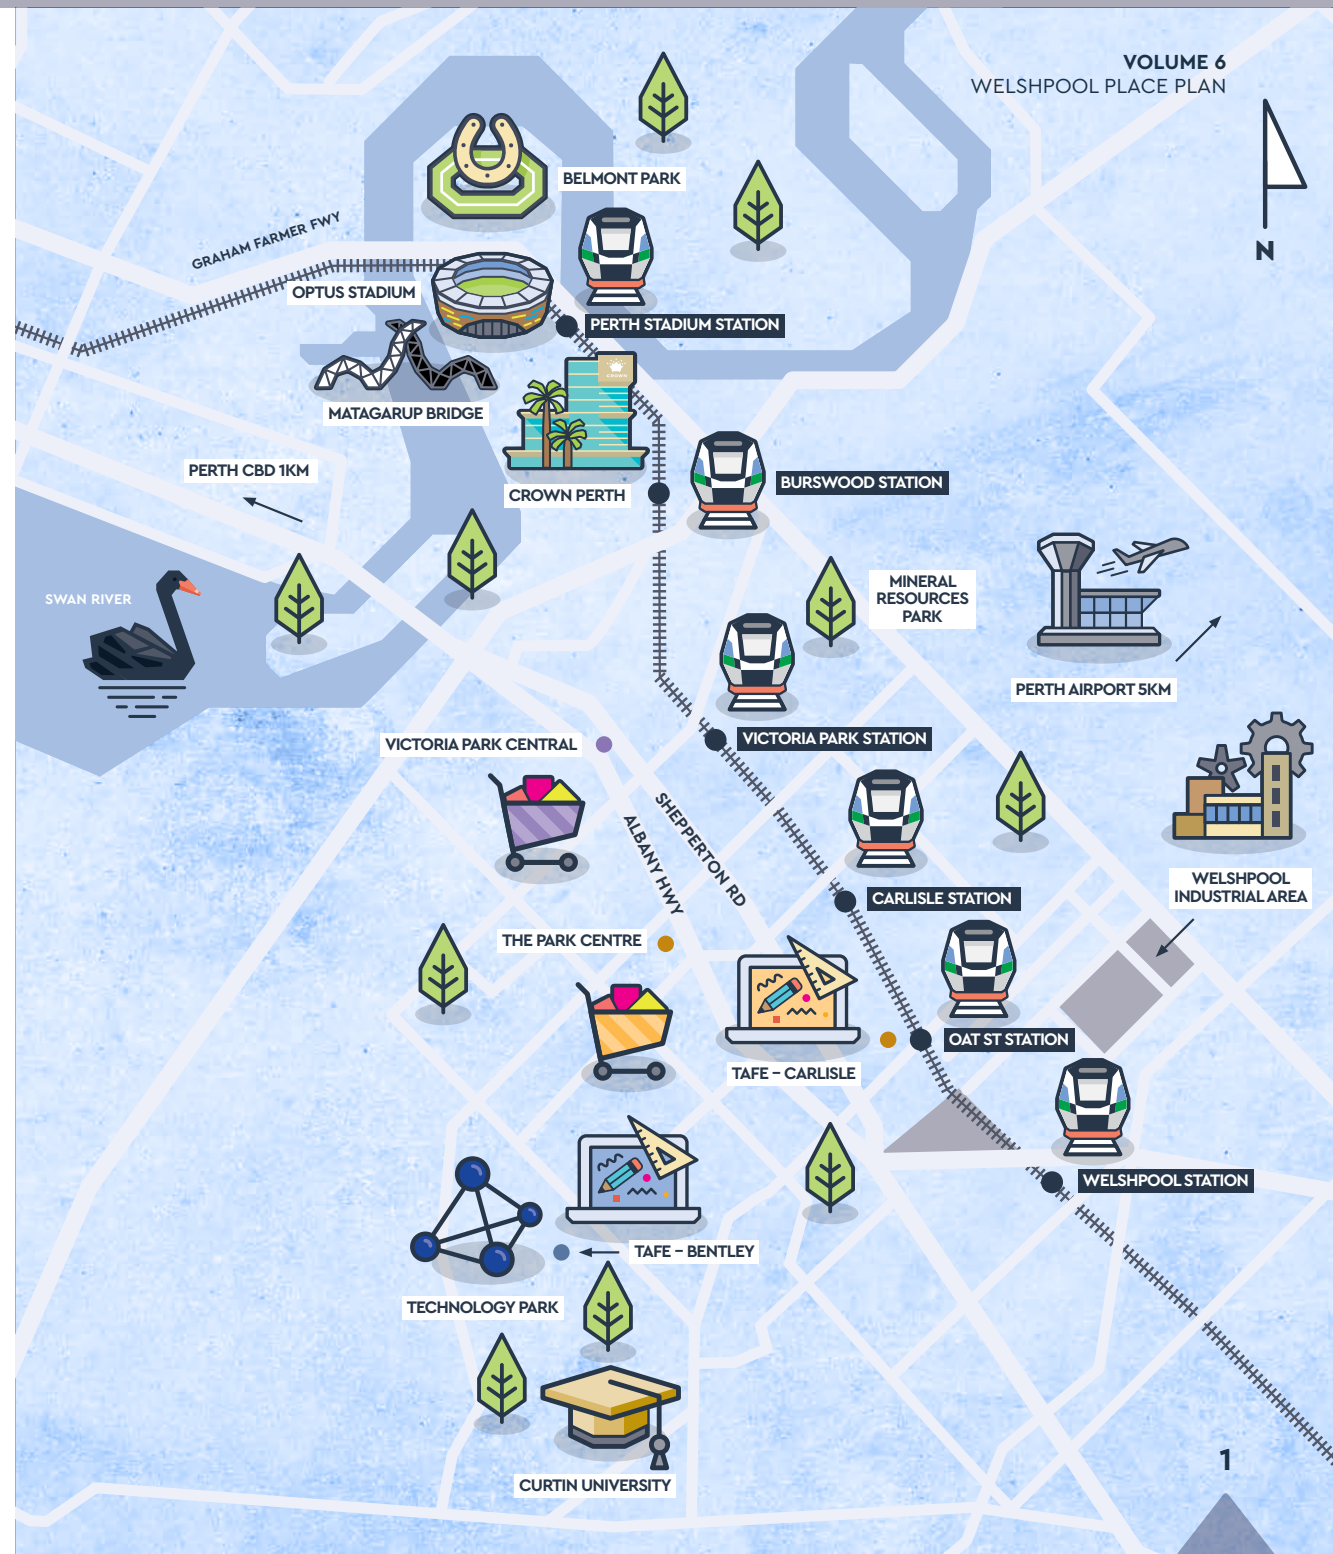 VOLUME 6
WELSHPOOL PLACE PLAN
N
BELMONT PARK
GRAHAM FARMER FWY
OPTUS STADIUM
PERTH STADIUM STATION
CROWN
MATAGARUP BRIDGE
PERTH CBD 1KM
CROWN PERTH
BURSWOOD STATION
SWAN RIVER
MINERAL
RESOURCES
PARK
PERTH AIRPORT 5KM
VICTORIA PARK STATION
VICTORIA PARK CENTRAL
SHEPPERTON RD
ALBANY HWY
WELSHPOOL
INDUSTRIAL AREA
CARLISLE STATION
THE PARK CENTRE
OAT ST STATION
TAFE – CARLISLE
WELSHPOOL STATION
TAFE – BENTLEY
TECHNOLOGY PARK
CURTIN UNIVERSITY
1